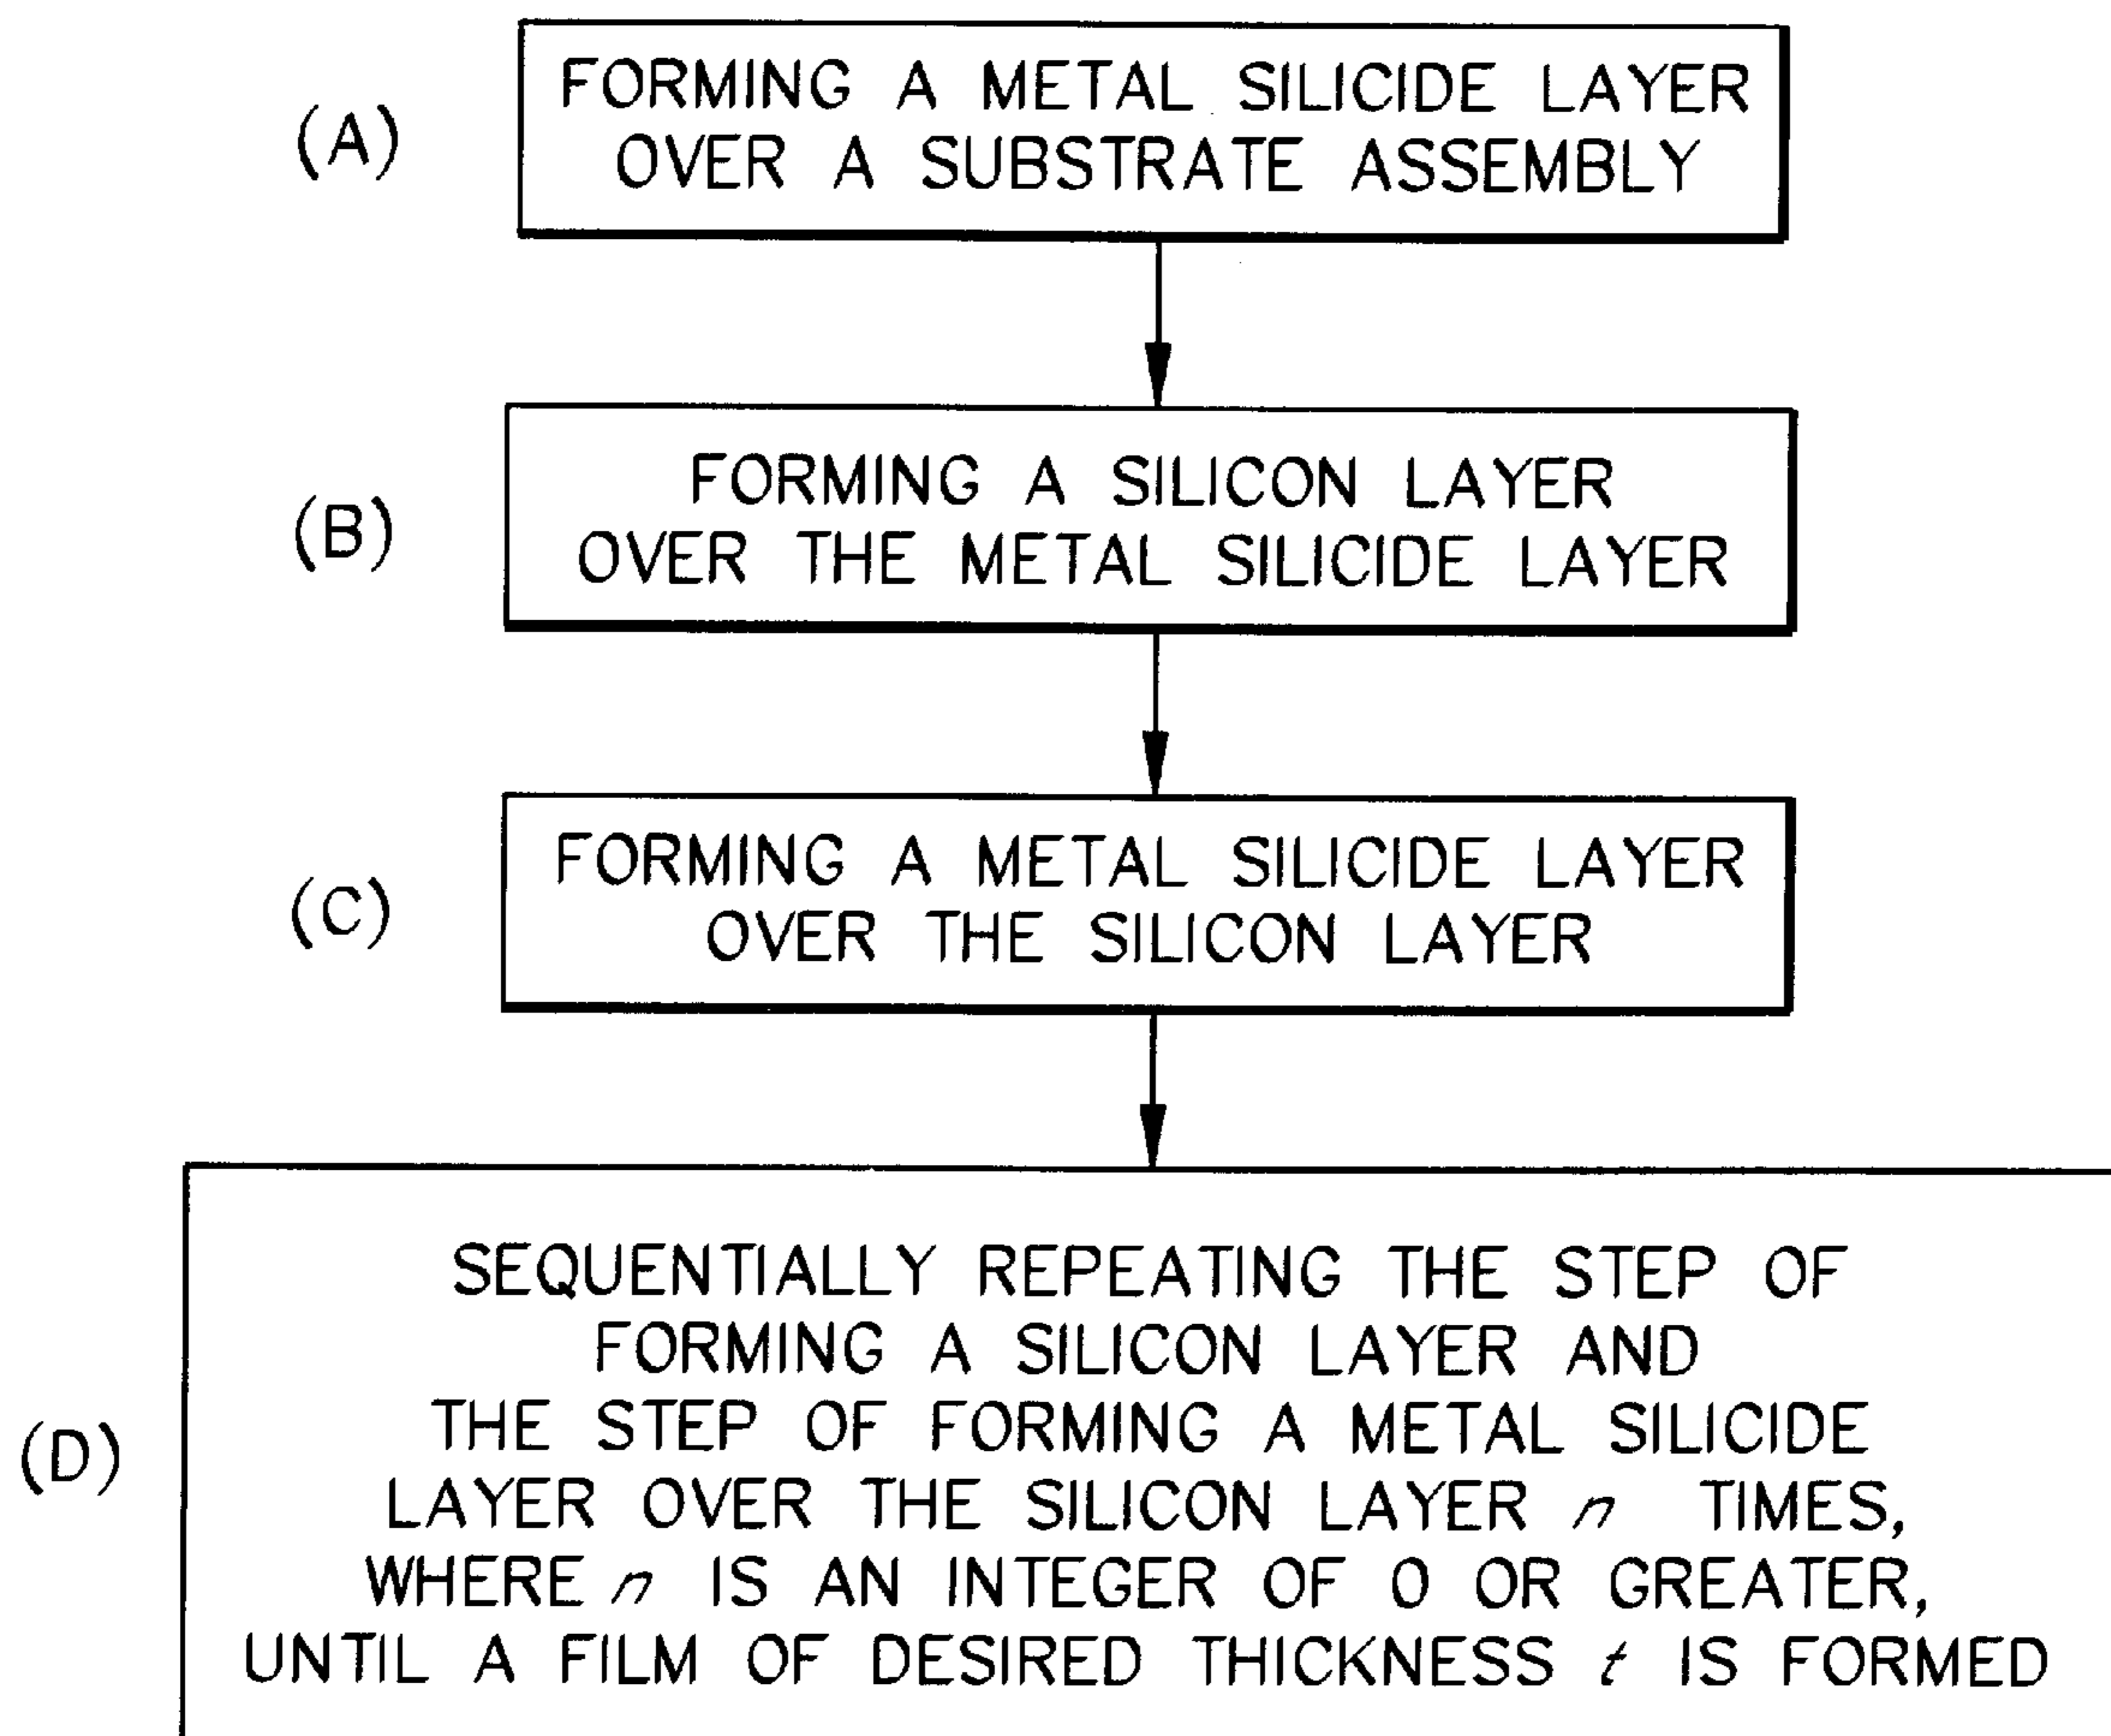 (A)
FORMING A METAL SILICIDE LAYER
OVER A SUBSTRATE ASSEMBLY
(B)
FORMING A SILICON LAYER
OVER THE METAL SILICIDE LAYER
(C)
FORMING A METAL SILICIDE LAYER
OVER THE SILICON LAYER
(D)
SEQUENTIALLY REPEATING THE STEP OF
FORMING A SILICON LAYER AND
THE STEP OF FORMING A METAL SILICIDE
LAYER OVER THE SILICON LAYER n TIMES,
WHERE n IS AN INTEGER OF 0 OR GREATER,
UNTIL A FILM OF DESIRED THICKNESS t IS FORMED